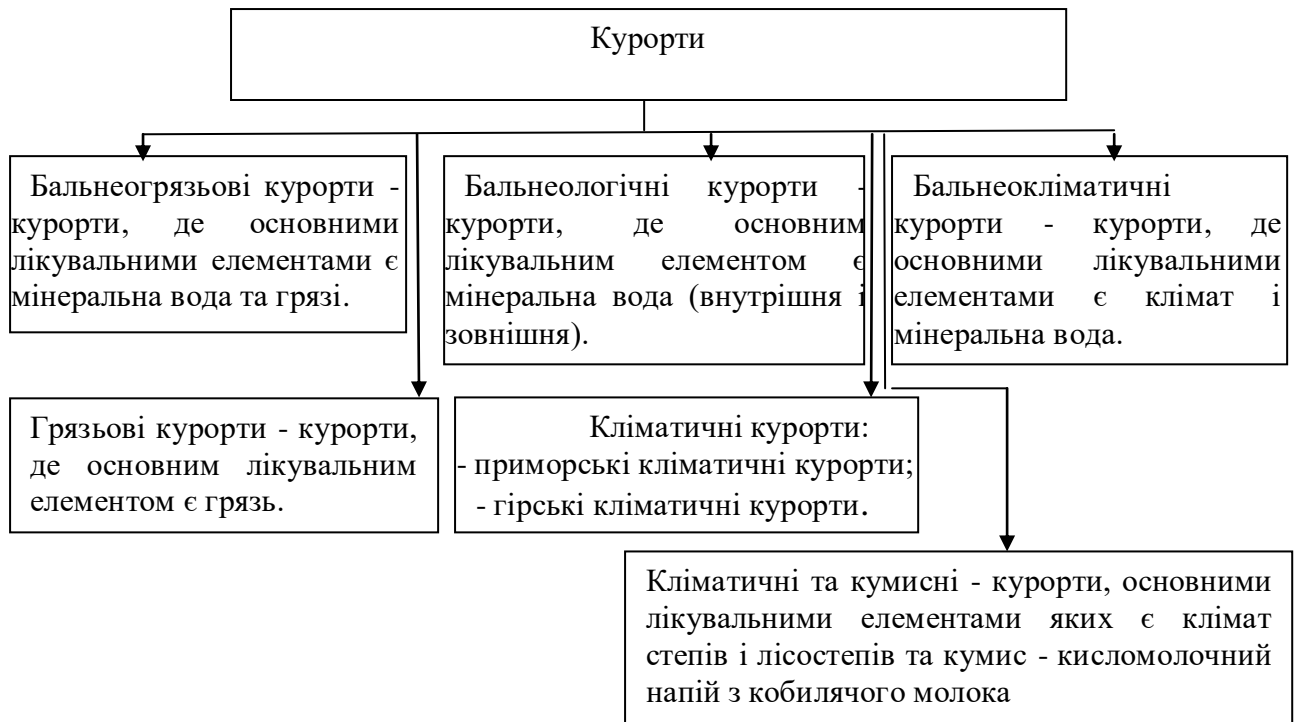 Курорти
Бальнеогрязьові курорти -
курорти, де основними
лікувальними елементами є
мінеральна вода та грязі.
Бальнеологічні курорти -
курорти, де основним
лікувальним елементом є
мінеральна вода (внутрішня і
зовнішня).
Бальнеокліматичні
курорти - курорти, де
основними лікувальними
елементами є клімат і
мінеральна вода.
Грязьові курорти - курорти,
де основним лікувальним
елементом є грязь.
Кліматичні курорти:
- приморські кліматичні курорти;
- гірські кліматичні курорти.
Кліматичні та кумисні - курорти, основними
лікувальними елементами яких є клімат
степів і лісостепів та кумис - кисломолочний
напій з кобилячого молока